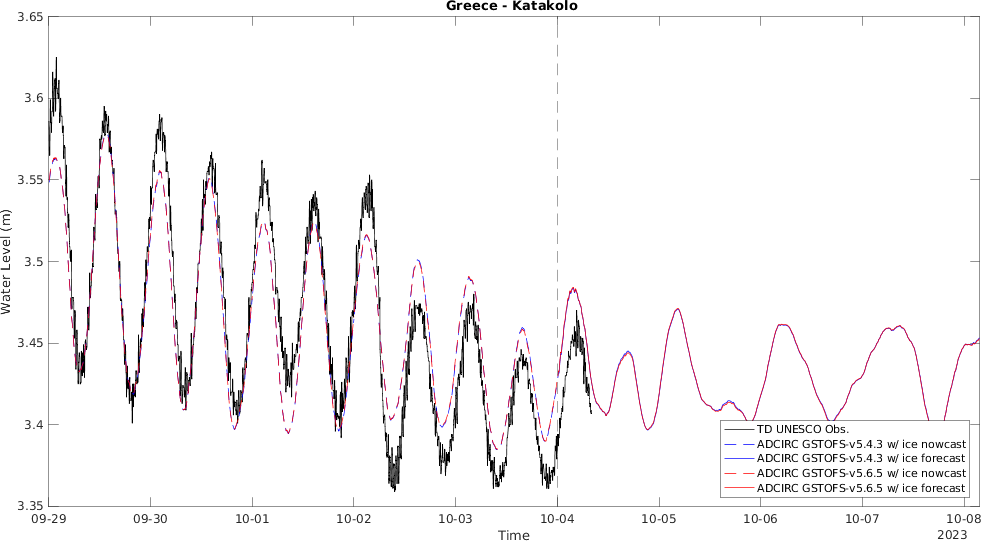 Greece - Katakolo
3.65
3.6
3.55
3.5
3.45
3.4
3.35
Water Level (m)
TD UNESCO Obs.
ADCIRC GSTOFS-v5.4.3 w/ ice nowcast
ADCIRC GSTOFS-v5.4.3 w/ ice forecast
ADCIRC GSTOFS-v5.6.5 w/ ice nowcast
ADCIRC GSTOFS-v5.6.5 w/ ice forecast
09-29 09-30 10-01 10-02 10-03 10-04 10-05 10-06 10-07 10-08
Time
2023